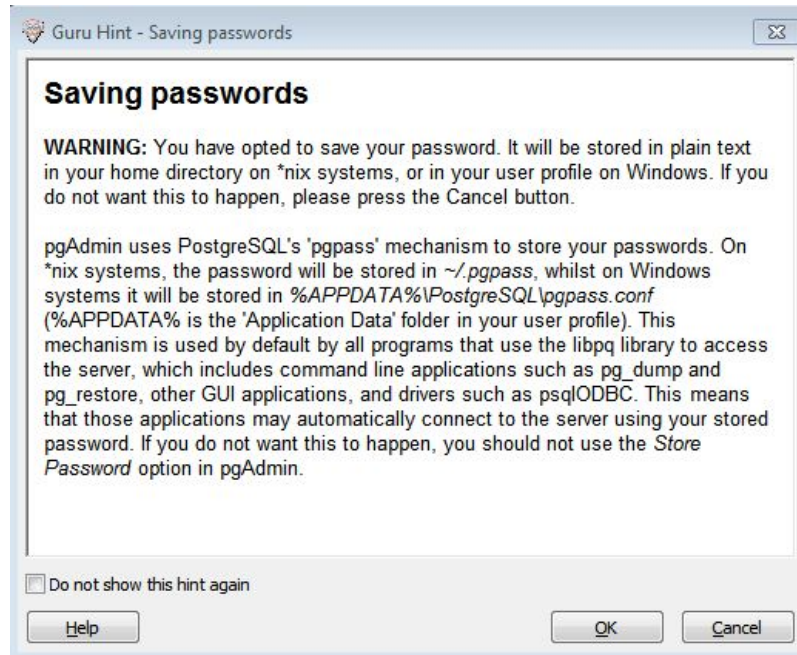 Guru Hint - Saving passwords
Saving passwords
WARNING: You have opted to save your password. It will be stored in plain text
in your home directory on *nix systems, or in your user profile on Windows. If you
do not want this to happen, please press the Cancel button.
pgAdmin uses PostgreSQL's 'pgpass' mechanism to store your passwords. On
*nix systems, the password will be stored in ~/.pgpass, whilst on Windows
systems it will be stored in %APPDATA%\PostgreSQL\pgpass.conf
(%APPDATA% is the 'Application Data' folder in your user profile). This
mechanism is used by default by all programs that use the libpq library to access
the server, which includes command line applications such as pg_dump and
pg_restore, other GUI applications, and drivers such as psqlODBC. This means
that those applications may automatically connect to the server using your stored
password. If you do not want this to happen, you should not use the Store
Password option in pgAdmin.
Do not show this hint again
Help OK Cancel